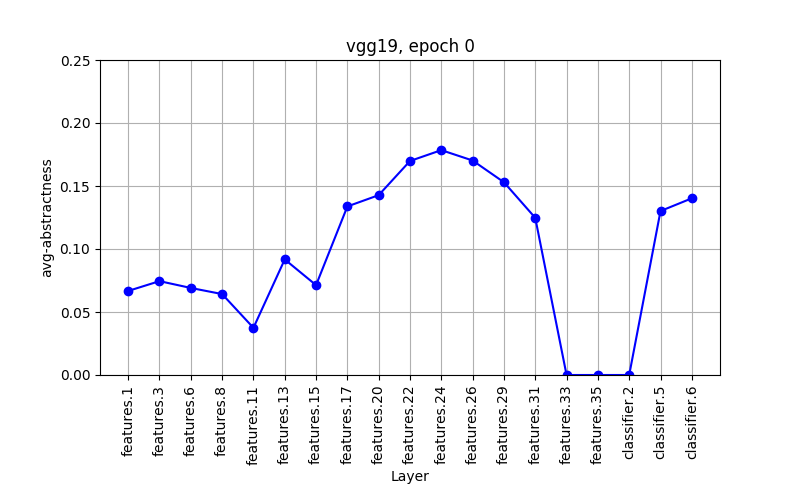 vgg19, epoch 0
avg-abstractness
0.25
0.20
0.15
0.10
0.05
0.00
features.1
features.3
features.6
features.8
features.11
features.13
features.15
features.17
features.20
features.22
features.24
features.26
features.29
features.31
features.33
features.35
classifier.2
classifier.5
classifier.6
Layer